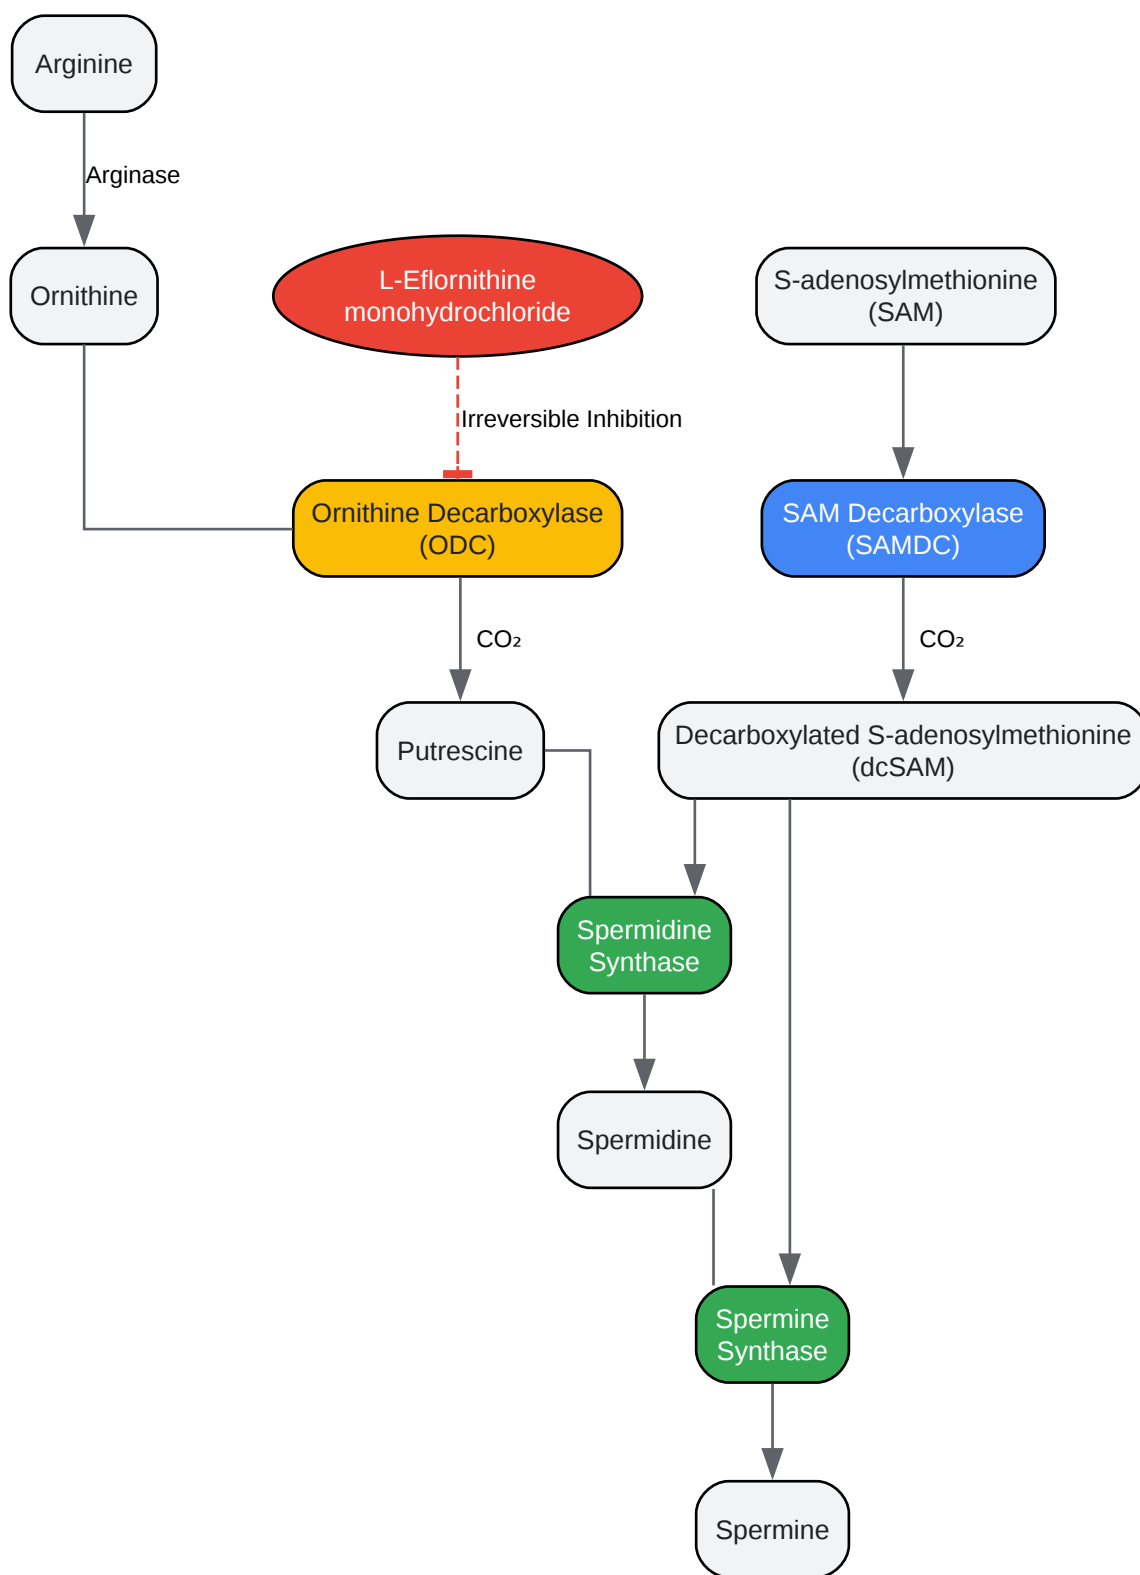 Arginine
Arginase
Ornithine
L-Eflornithine
monohydrochloride
S-adenosylmethionine
(SAM)
Irreversible Inhibition
Ornithine Decarboxylase
(ODC)
SAM Decarboxylase
(SAMDC)
CO₂
CO₂
Putrescine
Decarboxylated S-adenosylmethionine
(dcSAM)
Spermidine
Synthase
Spermidine
Spermine
Synthase
Spermine